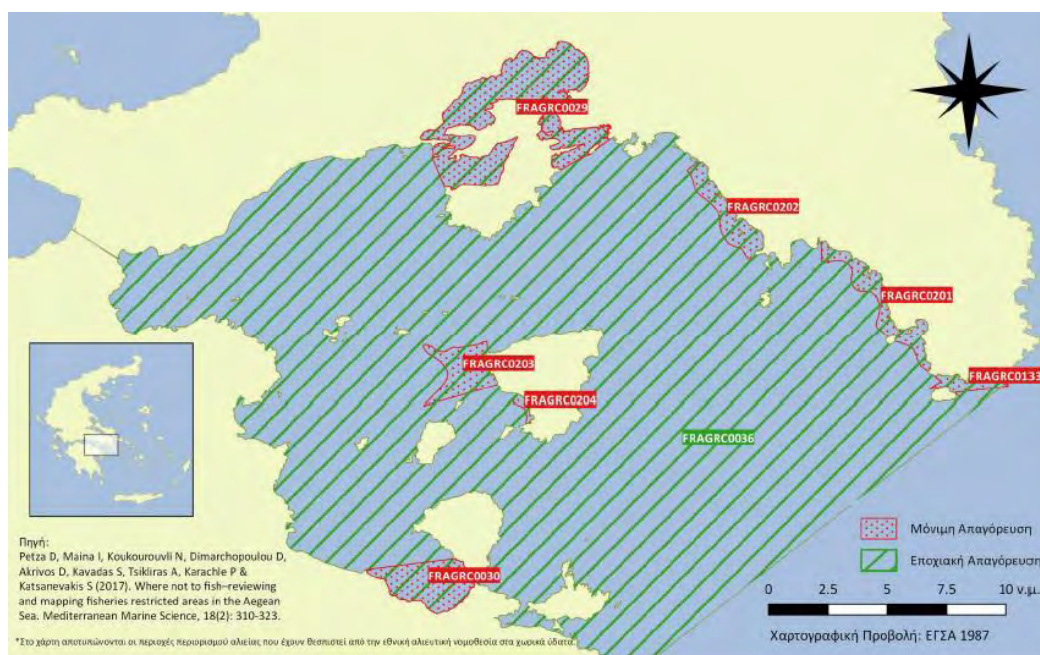 FRAGRC0029
FRAGRC0202
FRAGRC0201
FRAGRC0203
FRAGRC0133
FRAGRC0204
FRAGRC0036
FRAGRC0030
Πηγή:
Petza D, Maina I, Koukourouvli N, Dimarchopoulou D,
Akrivos D, Kavadas S, Tsikliras A, Karachle P &
Katsanevakis S (2017). Where not to fish–reviewing
and mapping fisheries restricted areas in the Aegean
Sea. Mediterranean Marine Science, 18(2): 310-323.
*Στο χάρτη αποτυπώνονται οι περιοχές περιορισμού αλιείας που έχουν θεσπιστεί από την εθνική αλιευτική νομοθεσία στα χωρικά ύδατα.
Μόνιμη Απαγόρευση
Εποχιακή Απαγόρευση
0 2.5 5 7.5 10 ν.μ.
Χαρτογραφική Προβολή: ΕΓΣΑ 1987